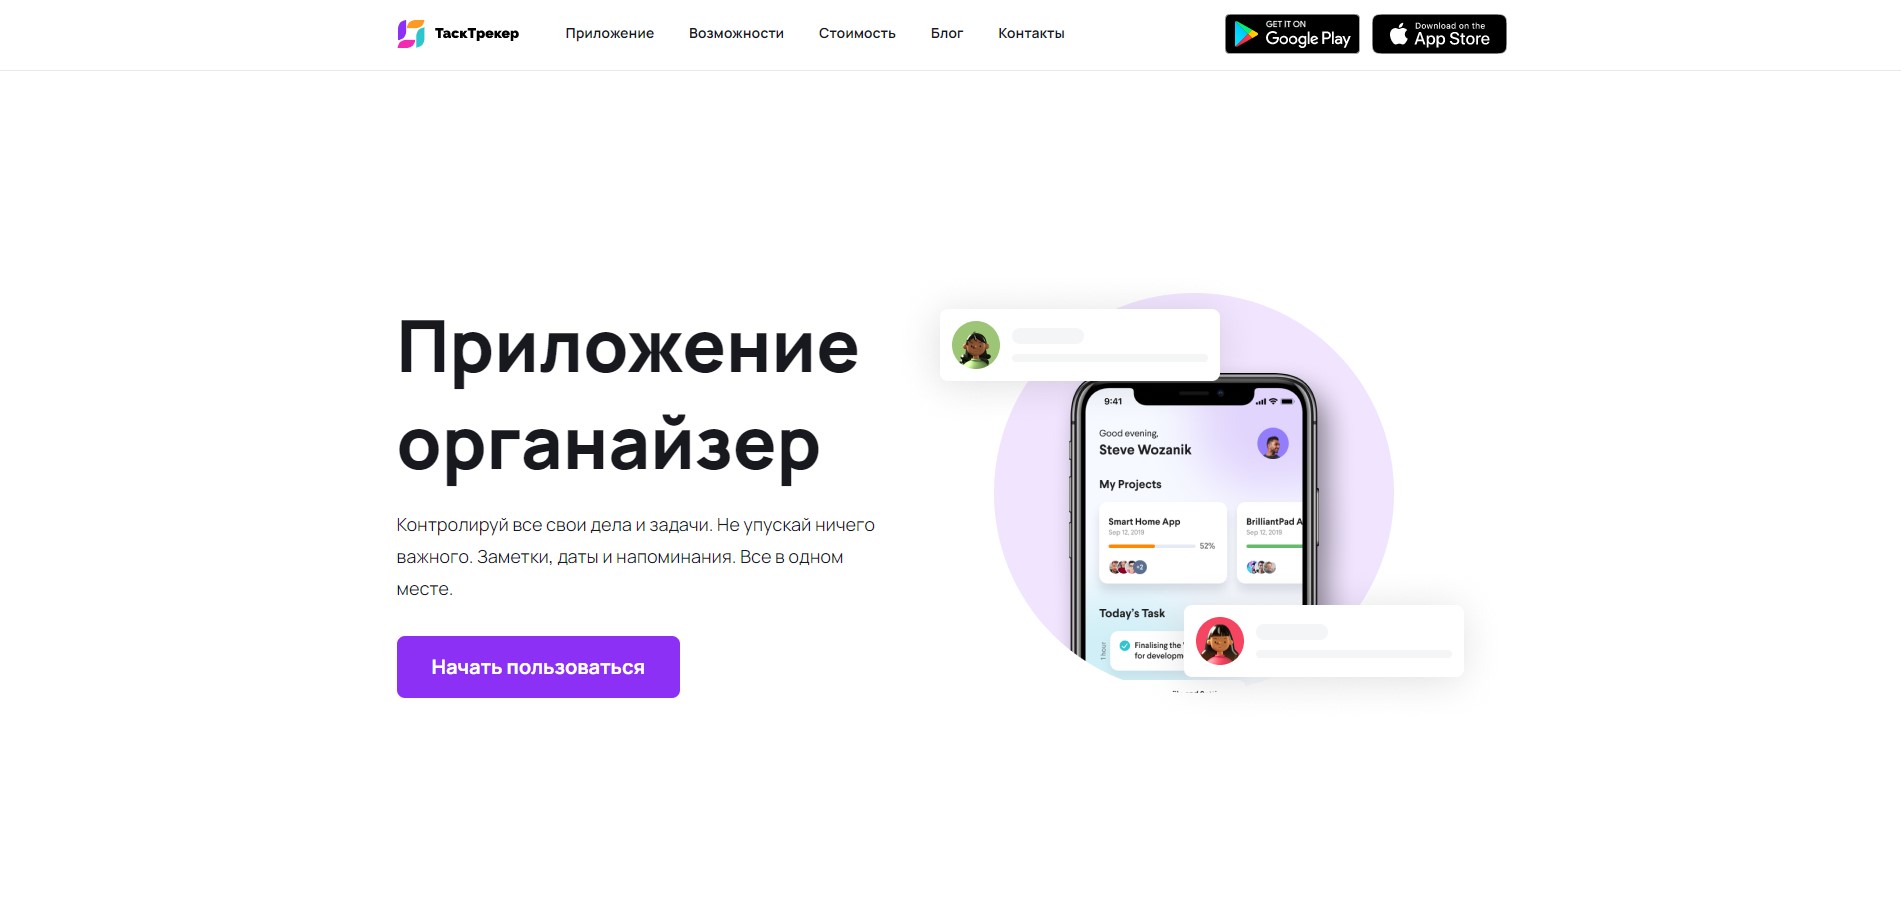 ТаскТрекер
Приложение
Возможности
Стоимость
Блог
Контакты
GET IT ON
Google Play
Download on the
App Store
Приложение
органайзер
Контролируй все свои дела и задачи. Не упускай ничего
важного. Заметки, даты и напоминания. Все в одном
месте.
Начать пользоваться
9:41
Good evening,
Steve Wozanik
My Projects
Smart Home App
Sep 12, 2019
52%
+2
BrilliantPad A
Sep 12, 2019
Today's Task
1 hour
Finalising the
for developm